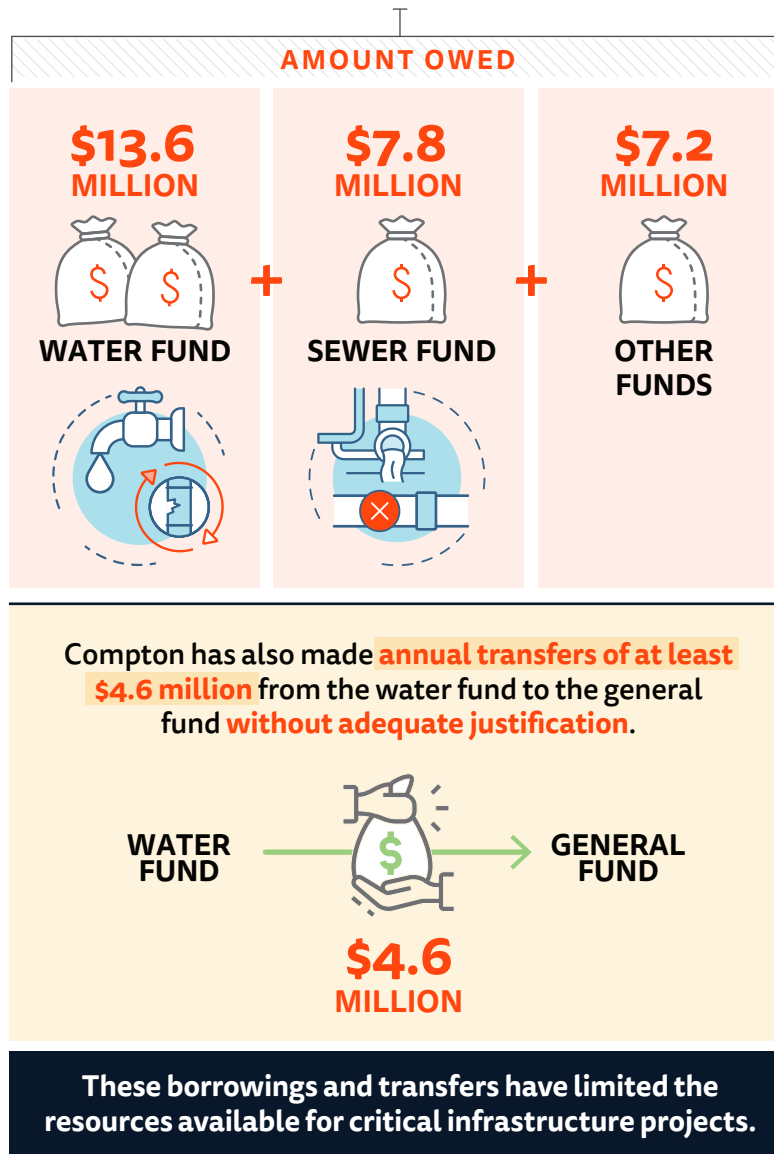 AMOUNT OWED
$13.6
MILLION
$
$
WATER FUND
+
$7.8
MILLION
$
SEWER FUND
+
$7.2
MILLION
$
OTHER
FUNDS
Compton has also made annual transfers of at least
$4.6 million from the water fund to the general
fund without adequate justification.
WATER
FUND
$
GENERAL
FUND
$4.6
MILLION
These borrowings and transfers have limited the
resources available for critical infrastructure projects.